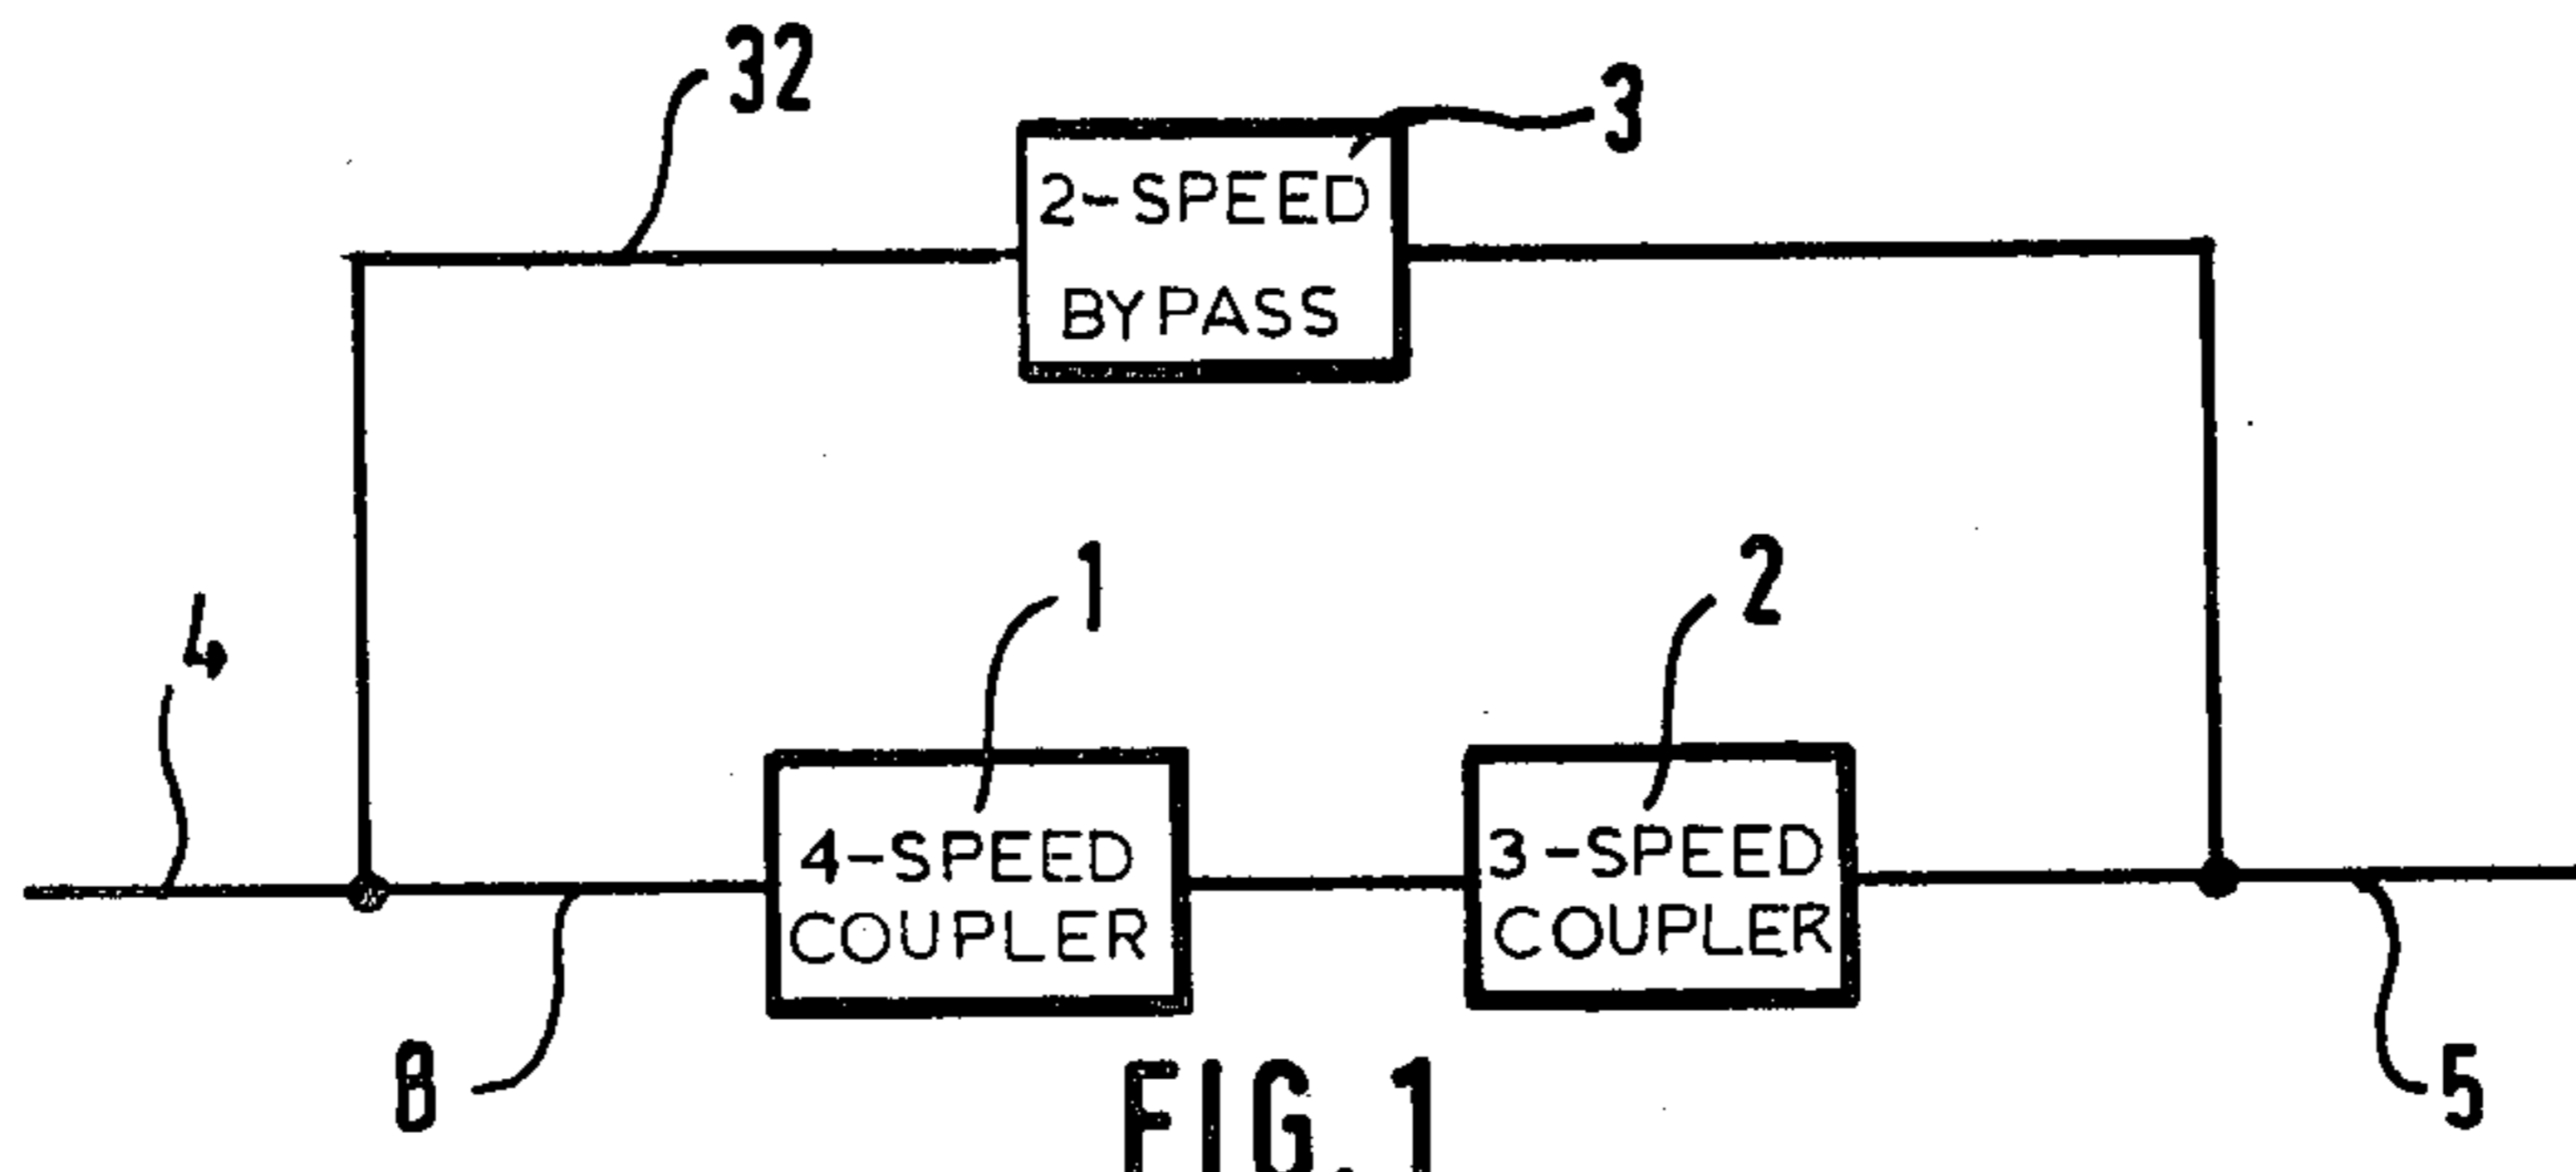 32
3
2-SPEED
BYPASS
1
2
4
4-SPEED
COUPLER
3-SPEED
COUPLER
8
5
FIG. 1